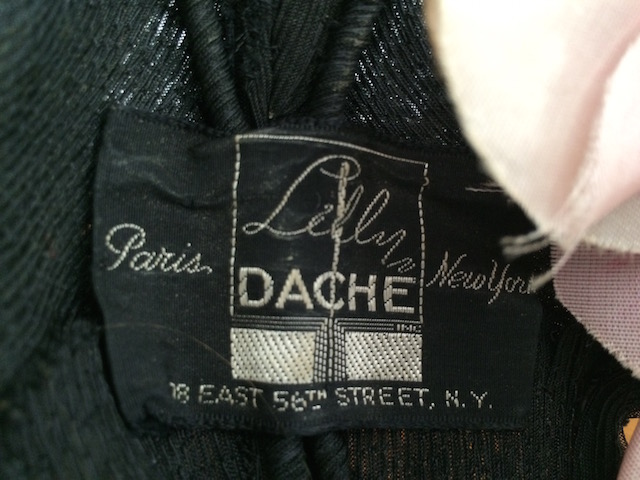 Lilly
Paris. DACHE New York
INC
18 EAST 56TH STREET, N.Y.